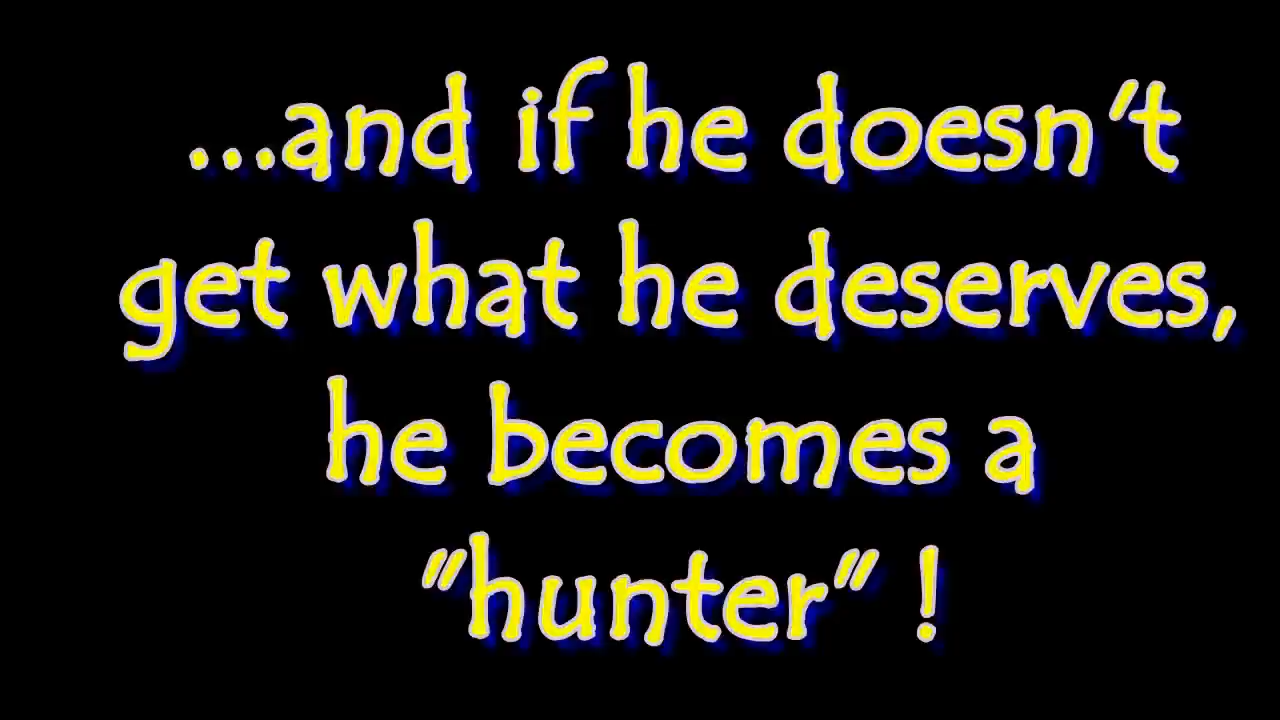 ...and if he doesn't
get what he deserves,
he becomes a
"hunter" !